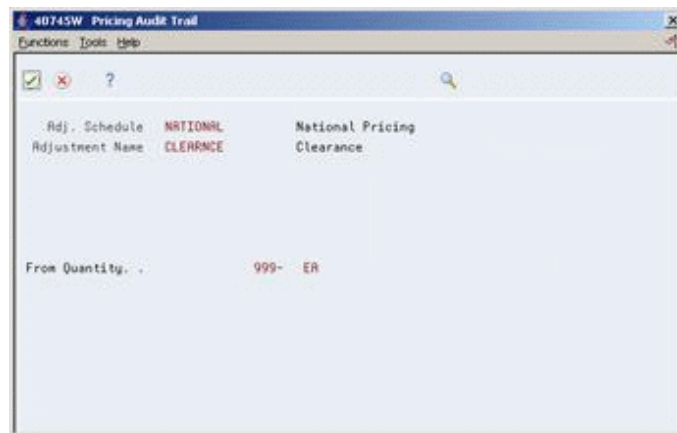 40745W Pricing Audit Trail
Functions Tools Help
Adj. Schedule NATIONAL National Pricing
Adjustment Name CLEARNCE Clearance
From Quantity. . 999- EA